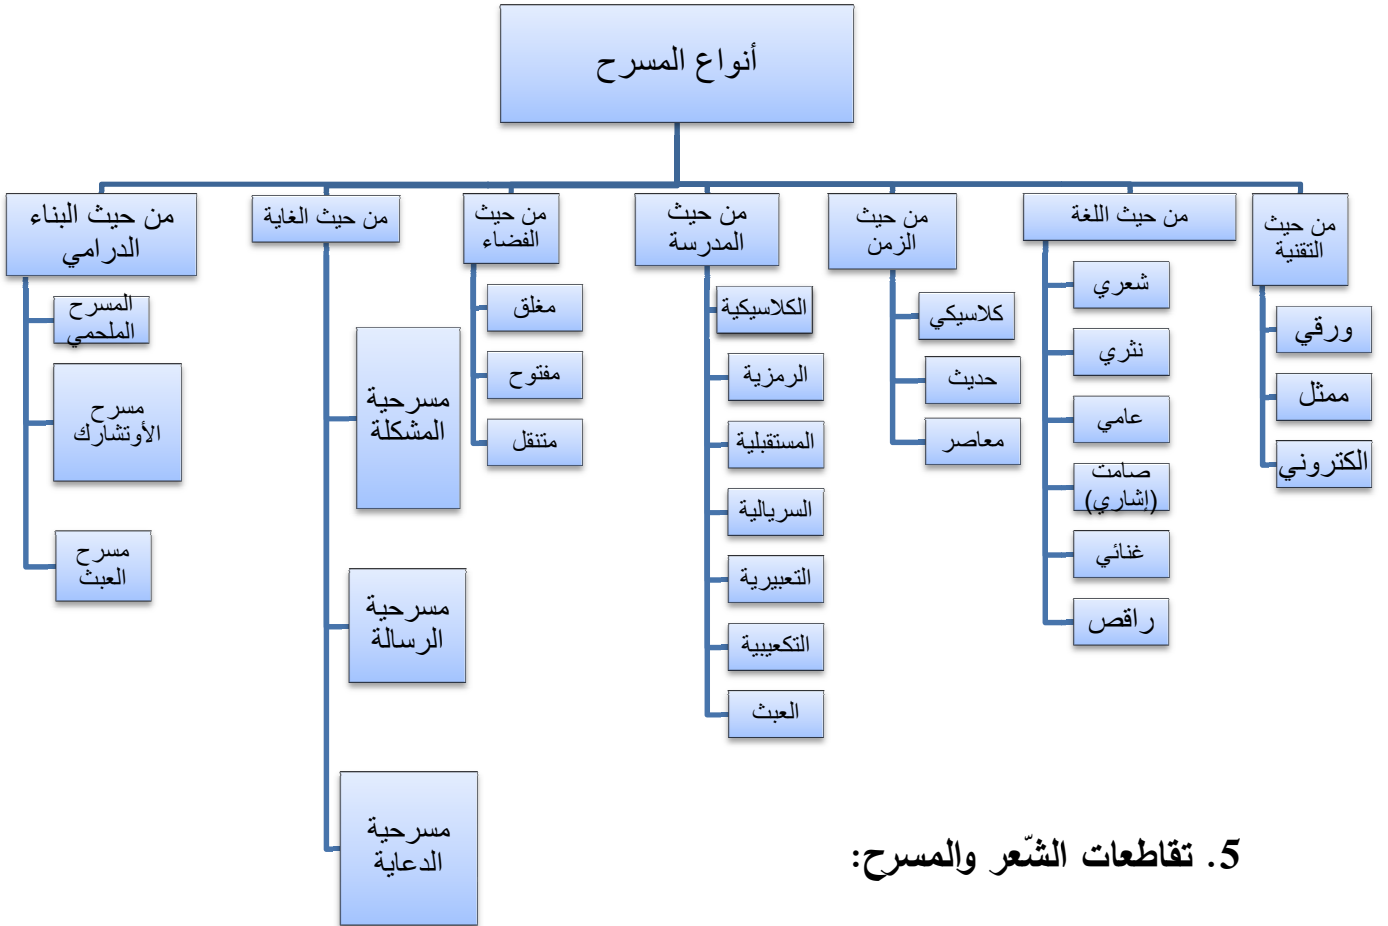 أنواع المسرح
من حيث
التقنية
ورقي
ممثل
الكتروني
من حيث اللغة
شعري
نثري
عامي
صامت
(إشاري)
غنائي
راقص
من حيث
الزمن
كلاسيكي
حديث
معاصر
من حيث
المدرسة
الكلاسيكية
الرمزية
المستقبلية
السريالية
التعبيرية
التكعيبية
العبث
من حيث
الفضاء
مغلق
مفتوح
متنقل
من حيث الغاية
مسرحية
المشكلة
مسرحية
الرسالة
مسرحية
الدعاية
من حيث البناء
الدرامي
المسرح
الملحمي
مسرح
الأوتشارك
مسرح
العبث
5. تقاطعات الشّعر والمسرح: